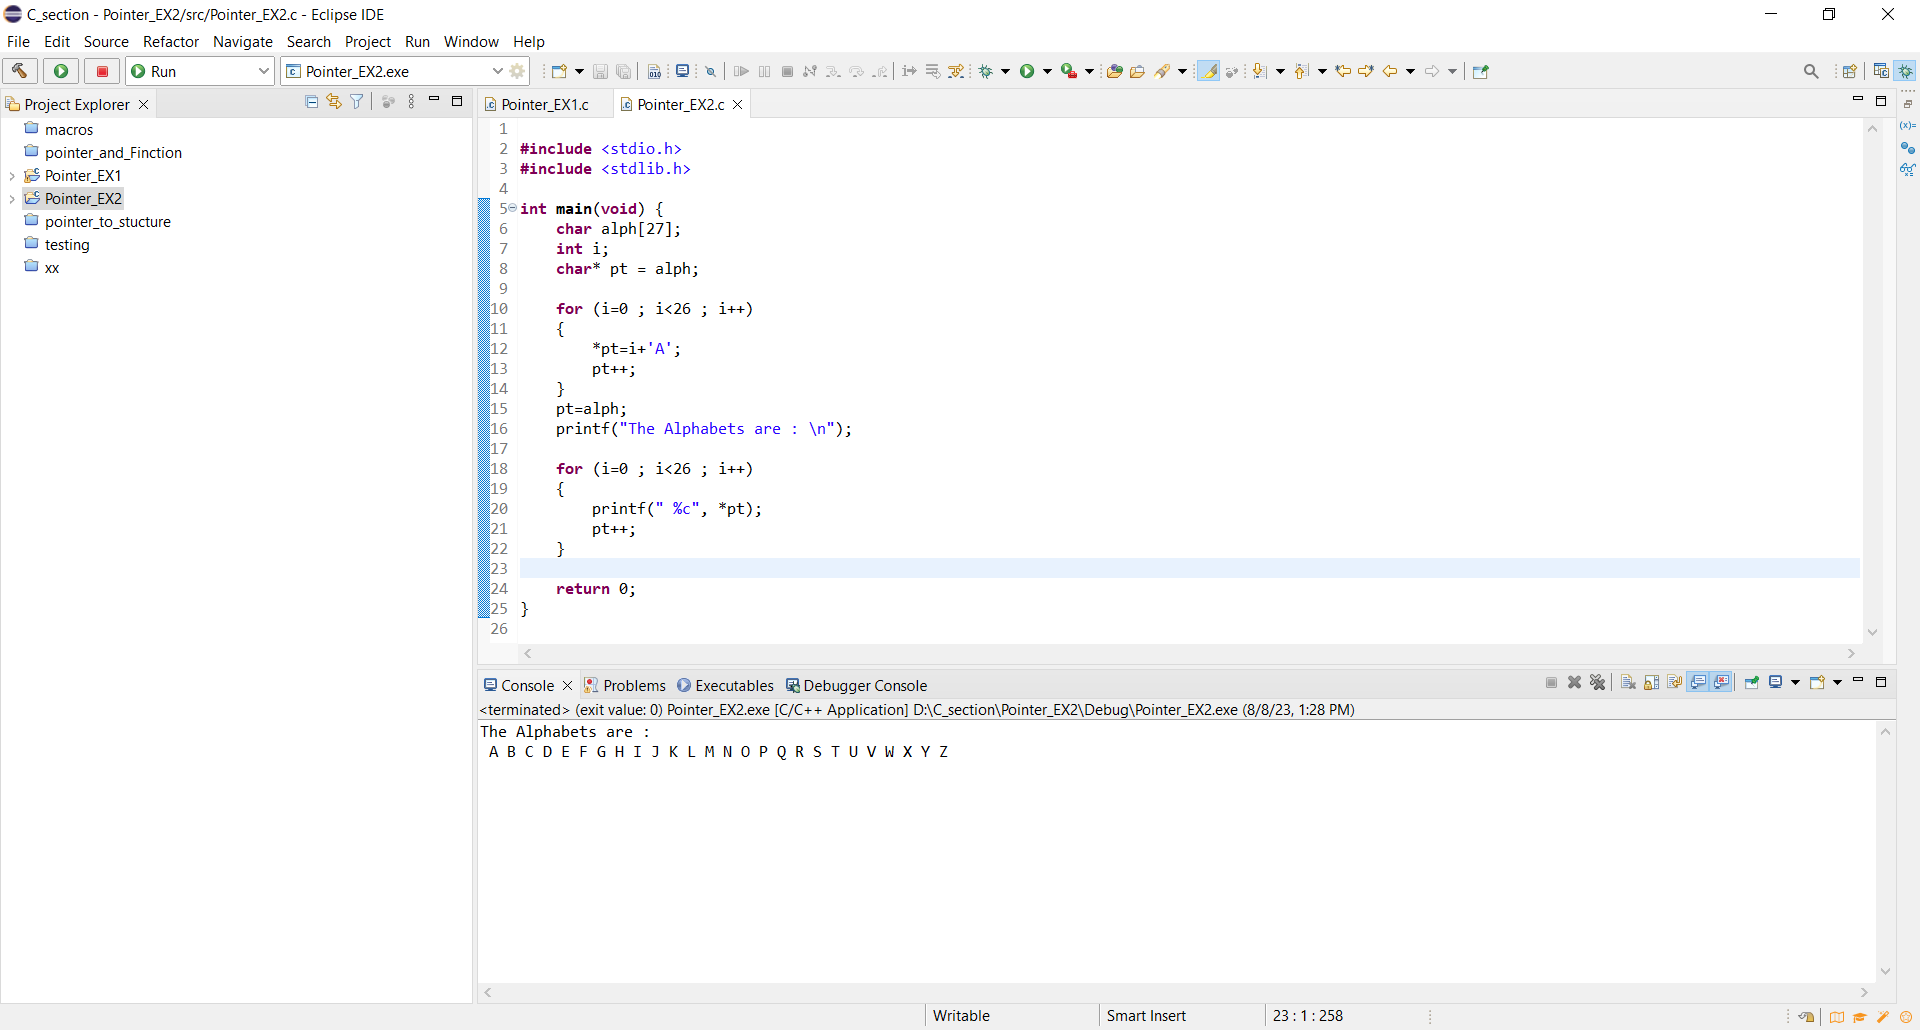 C_section - Pointer_EX2/src/Pointer_EX2.c - Eclipse IDE
File Edit Source Refactor Navigate Search Project Run Window Help
Run Pointer_EX2.exe
Project Explorer
macros
pointer_and_Finction
Pointer_EX1
Pointer_EX2
pointer_to_stucture
testing
xx
Pointer_EX1.c Pointer_EX2.c
1
2 #include <stdio.h>
3 #include <stdlib.h>
4
5 int main(void) {
6 char alph[27];
7 int i;
8 char* pt = alph;
9
10 for (i=0 ; i<26 ; i++)
11 {
12 *pt=i+'A';
13 pt++;
14 }
15 pt=alph;
16 printf("The Alphabets are : \n");
17
18 for (i=0 ; i<26 ; i++)
19 {
20 printf(" %c", *pt);
21 pt++;
22 }
23
24 return 0;
25 }
26
Console Problems Executables Debugger Console
<terminated> (exit value: 0) Pointer_EX2.exe [C/C++ Application] D:\C_section\Pointer_EX2\Debug\Pointer_EX2.exe (8/8/23, 1:28 PM)
The Alphabets are :
A B C D E F G H I J K L M N O P Q R S T U V W X Y Z
Writable Smart Insert 23 : 1 : 258